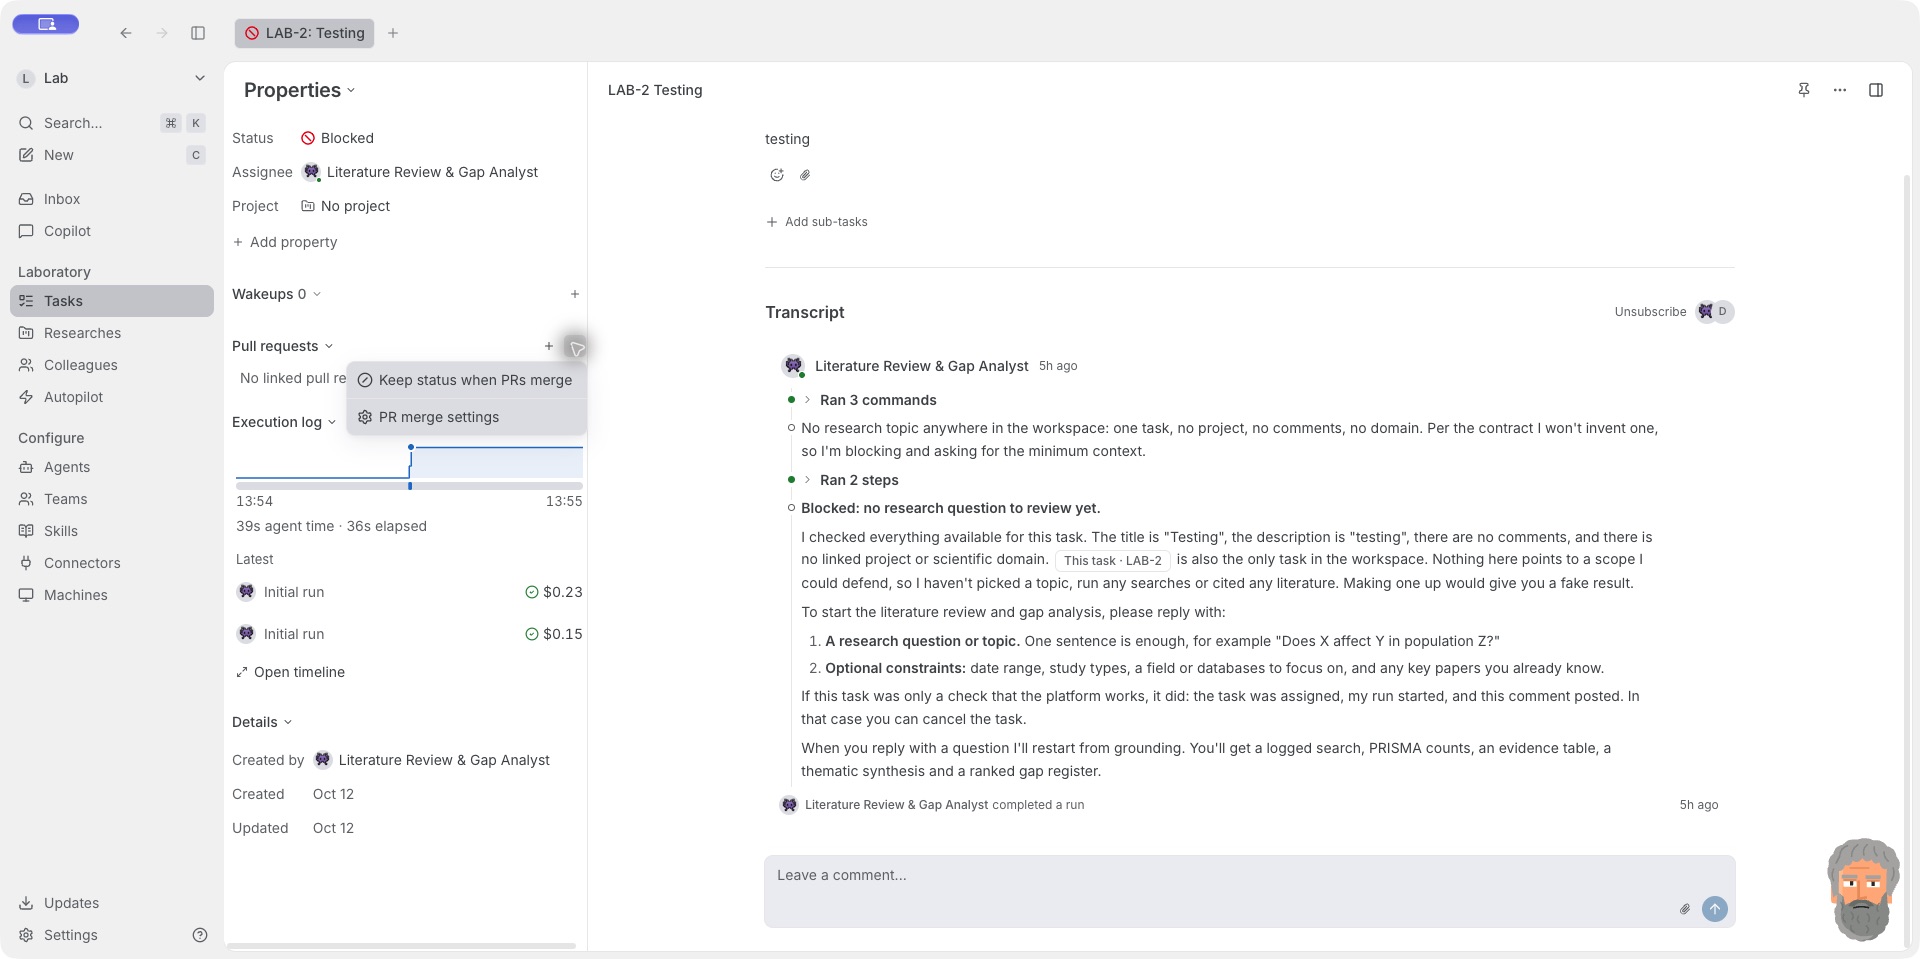 LAB-2: Testing
L Lab
Search... ⌘ K
New C
Inbox
Copilot
Laboratory
Tasks
Researches
Colleagues
Autopilot
Configure
Agents
Teams
Skills
Connectors
Machines
Updates
Settings
Properties
Status Blocked
Assignee Literature Review & Gap Analyst
Project No project
+ Add property
Wakeups 0
Pull requests
No linked pull re
Keep status when PRs merge
PR merge settings
Execution log
13:54 13:55
39s agent time · 36s elapsed
Latest
Initial run $0.23
Initial run $0.15
Open timeline
Details
Created by Literature Review & Gap Analyst
Created Oct 12
Updated Oct 12
LAB-2 Testing
testing
+ Add sub-tasks
Transcript
Unsubscribe D
Literature Review & Gap Analyst 5h ago
Ran 3 commands
No research topic anywhere in the workspace: one task, no project, no comments, no domain. Per the contract I won't invent one,
so I'm blocking and asking for the minimum context.
Ran 2 steps
Blocked: no research question to review yet.
I checked everything available for this task. The title is "Testing", the description is "testing", there are no comments, and there is
no linked project or scientific domain. This task · LAB-2 is also the only task in the workspace. Nothing here points to a scope I
could defend, so I haven't picked a topic, run any searches or cited any literature. Making one up would give you a fake result.
To start the literature review and gap analysis, please reply with:
1. A research question or topic. One sentence is enough, for example "Does X affect Y in population Z?"
2. Optional constraints: date range, study types, a field or databases to focus on, and any key papers you already know.
If this task was only a check that the platform works, it did: the task was assigned, my run started, and this comment posted. In
that case you can cancel the task.
When you reply with a question I'll restart from grounding. You'll get a logged search, PRISMA counts, an evidence table, a
thematic synthesis and a ranked gap register.
Literature Review & Gap Analyst completed a run 5h ago
Leave a comment...